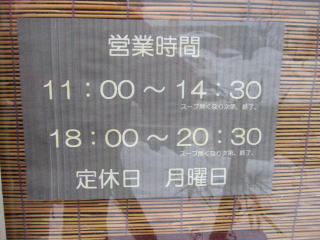 営業時間
11：00～14：30
スープ無くなり次第、終了。
18：00～20：30
スープ無くなり次第、終了。
定休日　月曜日